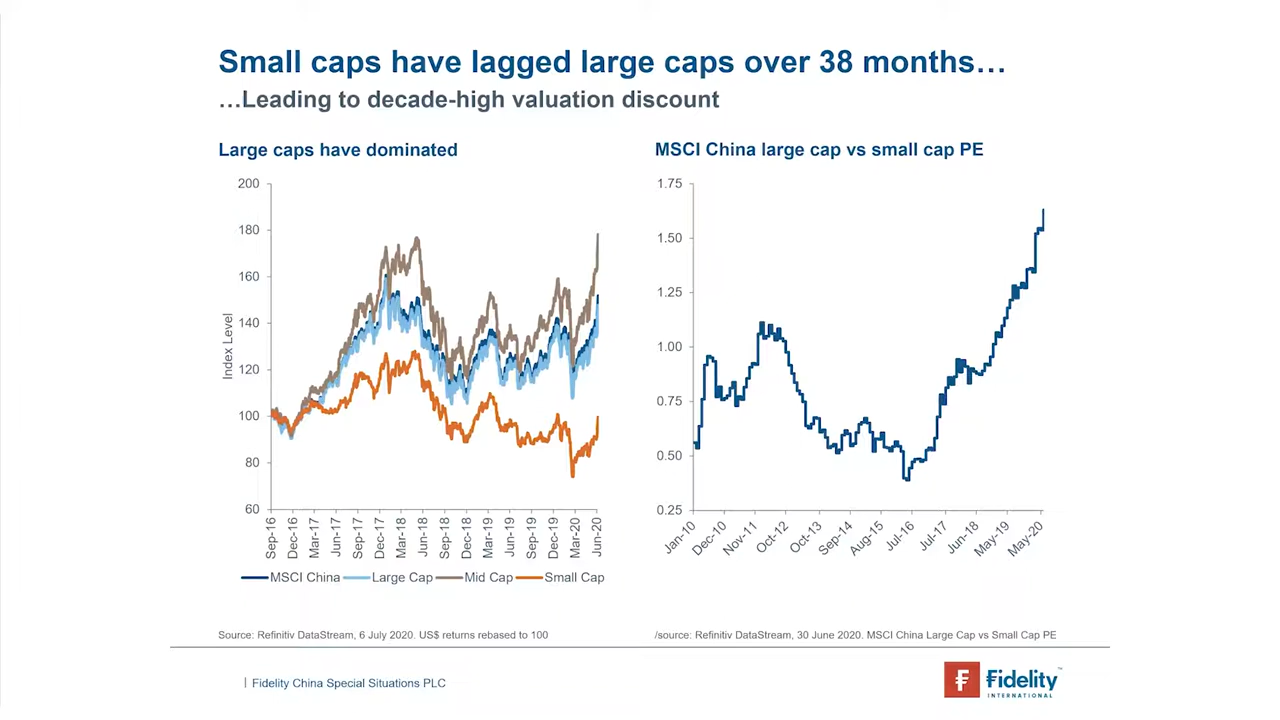 Small caps have lagged large caps over 38 months…
…Leading to decade-high valuation discount
Large caps have dominated
200
180
160
140
120
100
80
60
Index Level
Sep-16
Dec-16
Mar-17
Jun-17
Sep-17
Dec-17
Mar-18
Jun-18
Sep-18
Dec-18
Mar-19
Jun-19
Sep-19
Dec-19
Mar-20
Jun-20
MSCI China Large Cap Mid Cap Small Cap
Source: Refinitiv DataStream, 6 July 2020. US$ returns rebased to 100
MSCI China large cap vs small cap PE
1.75
1.50
1.25
1.00
0.75
0.50
0.25
Jan-10
Dec-10
Nov-11
Oct-12
Oct-13
Sep-14
Aug-15
Jul-16
Jul-17
Jun-18
May-19
May-20
/source: Refinitiv DataStream, 30 June 2020. MSCI China Large Cap vs Small Cap PE
| Fidelity China Special Situations PLC
Fidelity™
INTERNATIONAL